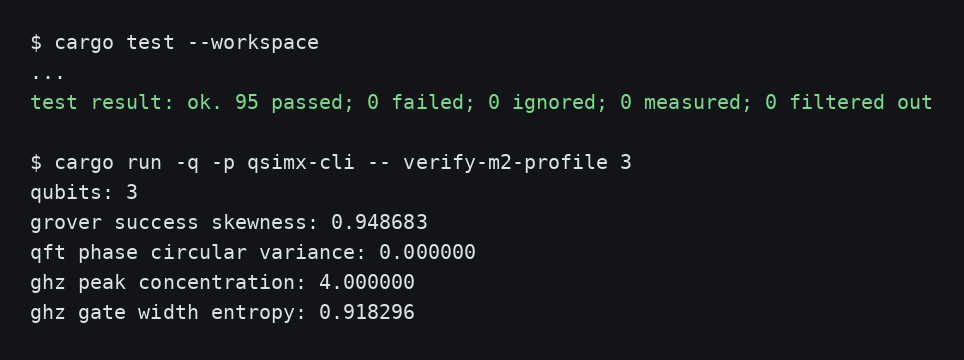 $ cargo test --workspace
...
test result: ok. 95 passed; 0 failed; 0 ignored; 0 measured; 0 filtered out
$ cargo run -q -p qsimx-cli -- verify-m2-profile 3
qubits: 3
grover success skewness: 0.948683
qft phase circular variance: 0.000000
ghz peak concentration: 4.000000
ghz gate width entropy: 0.918296